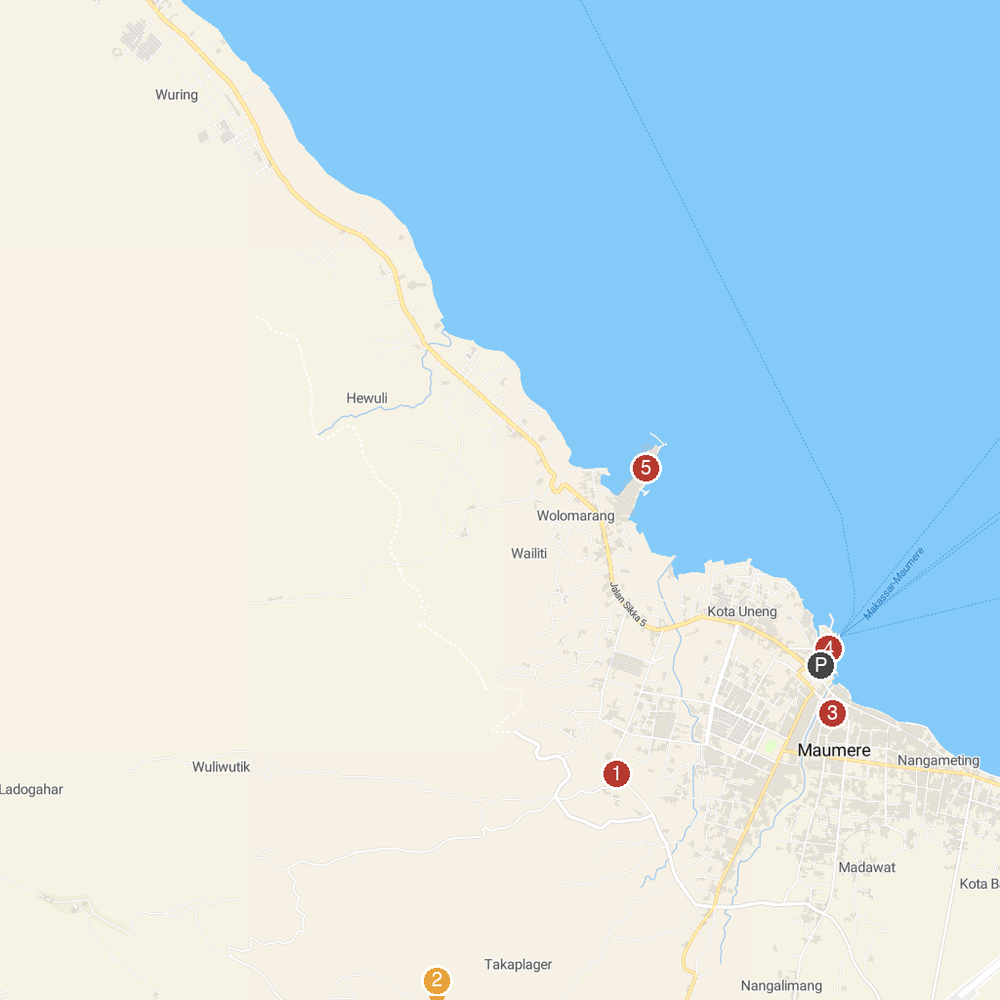 Wuring
Hewuli
5
Wolomarang
Wailiti
Jalan Sikka 5
Makassar-Maumere
Kota Uneng
4
P
3
Maumere
Nangameting
Wuliwutik
1
Ladogahar
Madawat
Kota Ba
Takaplager
2
Nangalimang